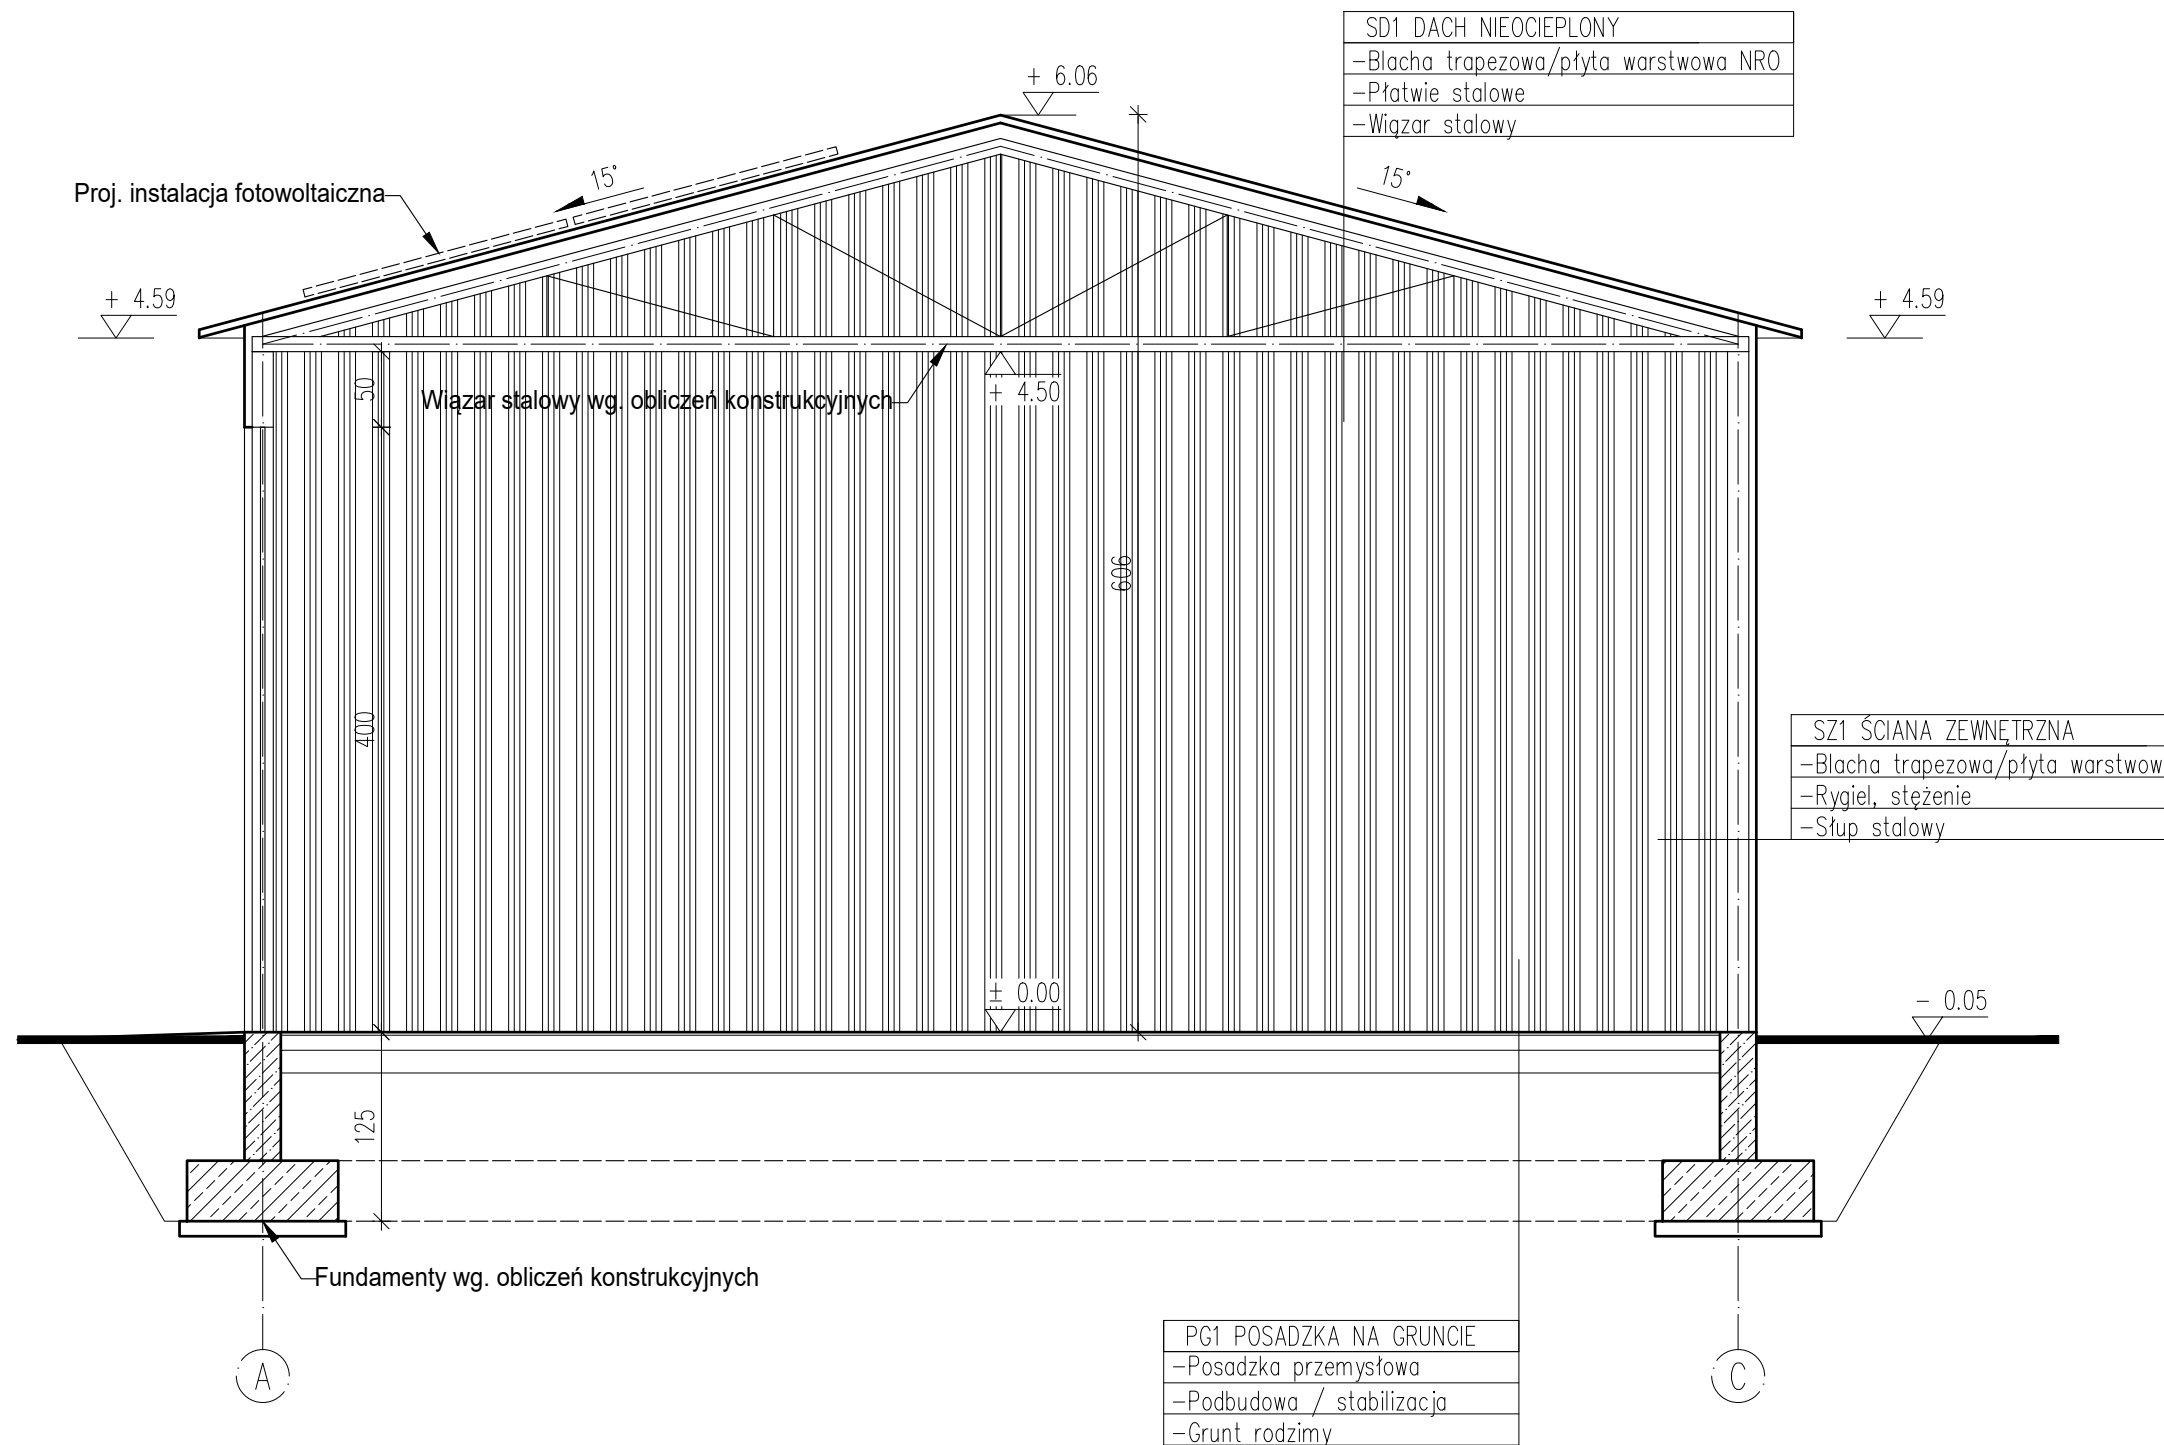 SD1 DACH NIEOCIEPLONY
-Blacha trapezowa/płyta warstwowa NRO
-Płatwie stalowe
-Wiązar stalowy
+ 6.06
15°
15°
Proj. instalacja fotowoltaiczna
+ 4.59
+ 4.59
50
Wiązar stalowy wg. obliczeń konstrukcyjnych
+ 4.50
606
400
SZ1 ŚCIANA ZEWNĘTRZNA
-Blacha trapezowa/płyta warstwow
-Rygiel, stężenie
-Słup stalowy
± 0.00
- 0.05
125
Fundamenty wg. obliczeń konstrukcyjnych
PG1 POSADZKA NA GRUNCIE
-Posadzka przemysłowa
-Podbudowa / stabilizacja
-Grunt rodzimy
A
C